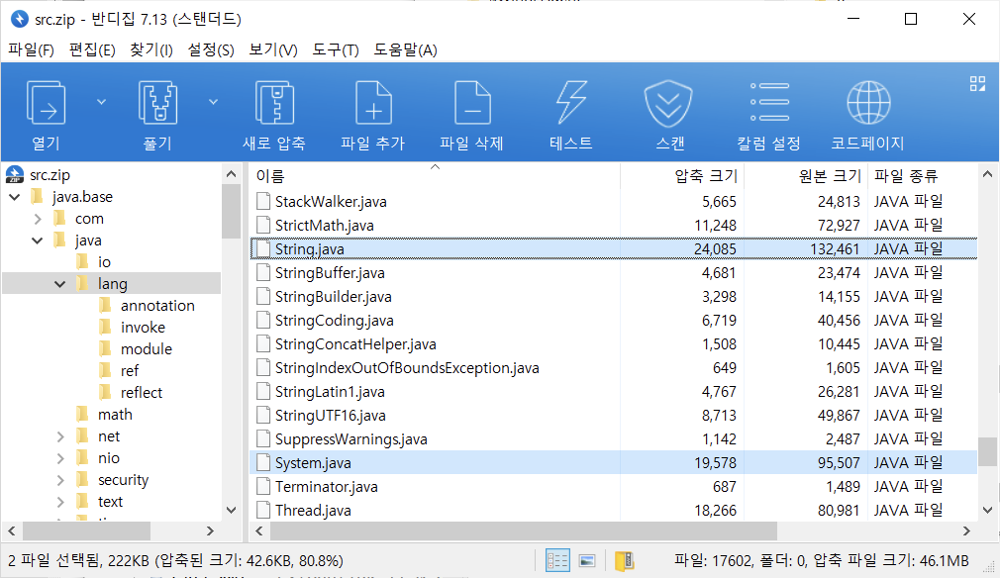 src.zip - 반디집 7.13 (스탠더드)
파일(F) 편집(E) 찾기(I) 설정(S) 보기(V) 도구(T) 도움말(A)
열기 풀기 새로 압축 파일 추가 파일 삭제 테스트 스캔 칼럼 설정 코드페이지
src.zip
java.base
com
java
io
lang
annotation
invoke
module
ref
reflect
math
net
nio
security
text
이름 압축 크기 원본 크기 파일 종류
StackWalker.java 5,665 24,813 JAVA 파일
StrictMath.java 11,248 72,927 JAVA 파일
String.java 24,085 132,461 JAVA 파일
StringBuffer.java 4,681 23,474 JAVA 파일
StringBuilder.java 3,298 14,155 JAVA 파일
StringCoding.java 6,719 40,456 JAVA 파일
StringConcatHelper.java 1,508 10,445 JAVA 파일
StringIndexOutOfBoundsException.java 649 1,605 JAVA 파일
StringLatin1.java 4,767 26,281 JAVA 파일
StringUTF16.java 8,713 49,867 JAVA 파일
SuppressWarnings.java 1,142 2,487 JAVA 파일
System.java 19,578 95,507 JAVA 파일
Terminator.java 687 1,489 JAVA 파일
Thread.java 18,266 80,981 JAVA 파일
2 파일 선택됨, 222KB (압축된 크기: 42.6KB, 80.8%)
파일: 17602, 폴더: 0, 압축 파일 크기: 46.1MB